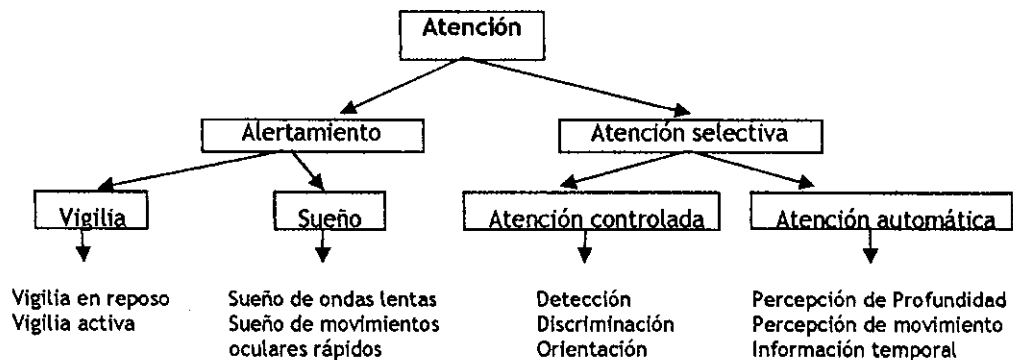 Atención
Alertamiento
Atención selectiva
Vigilia
Sueño
Atención controlada
Atención automática
Vigilia en reposo
Vigilia activa
Sueño de ondas lentas
Sueño de movimientos
oculares rápidos
Detección
Discriminación
Orientación
Percepción de Profundidad
Percepción de movimiento
Información temporal